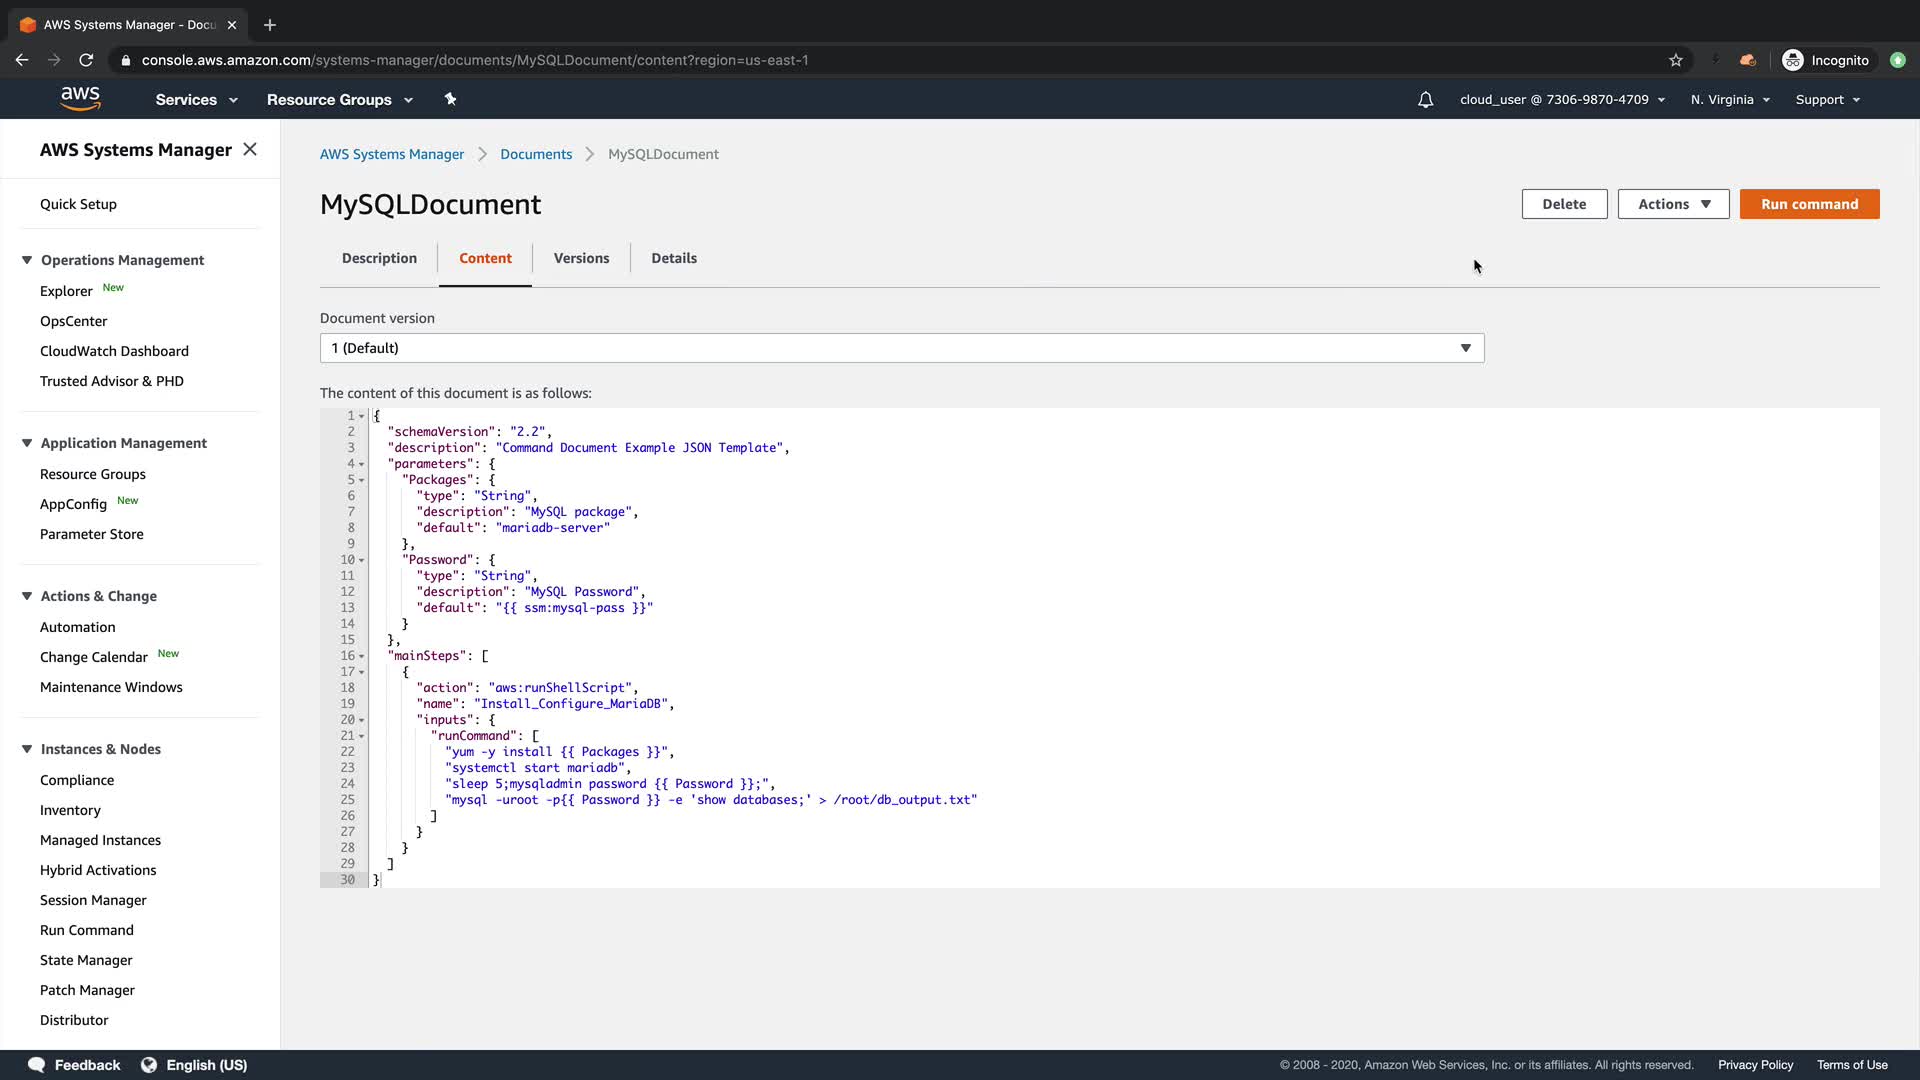 AWS Systems Manager - Docu
console.aws.amazon.com/systems-manager/documents/MySQLDocument/content?region=us-east-1
Incognito
aws
Services
Resource Groups
cloud_user @ 7306-9870-4709
N. Virginia
Support
AWS Systems Manager
Quick Setup
Operations Management
Explorer New
OpsCenter
CloudWatch Dashboard
Trusted Advisor & PHD
Application Management
Resource Groups
AppConfig New
Parameter Store
Actions & Change
Automation
Change Calendar New
Maintenance Windows
Instances & Nodes
Compliance
Inventory
Managed Instances
Hybrid Activations
Session Manager
Run Command
State Manager
Patch Manager
Distributor
AWS Systems Manager > Documents > MySQLDocument
MySQLDocument
Delete
Actions
Run command
Description
Content
Versions
Details
Document version
1 (Default)
The content of this document is as follows:
1 {
2 "schemaVersion": "2.2",
3 "description": "Command Document Example JSON Template",
4 "parameters": {
5 "Packages": {
6 "type": "String",
7 "description": "MySQL package",
8 "default": "mariadb-server"
9 },
10 "Password": {
11 "type": "String",
12 "description": "MySQL Password",
13 "default": "{{ ssm:mysql-pass }}"
14 }
15 },
16 "mainSteps": [
17 {
18 "action": "aws:runShellScript",
19 "name": "Install_Configure_MariaDB",
20 "inputs": {
21 "runCommand": [
22 "yum -y install {{ Packages }}",
23 "systemctl start mariadb",
24 "sleep 5;mysqladmin password {{ Password }};",
25 "mysql -uroot -p{{ Password }} -e 'show databases;' > /root/db_output.txt"
26 ]
27 }
28 }
29 ]
30 }
Feedback
English (US)
© 2008 - 2020, Amazon Web Services, Inc. or its affiliates. All rights reserved.
Privacy Policy
Terms of Use